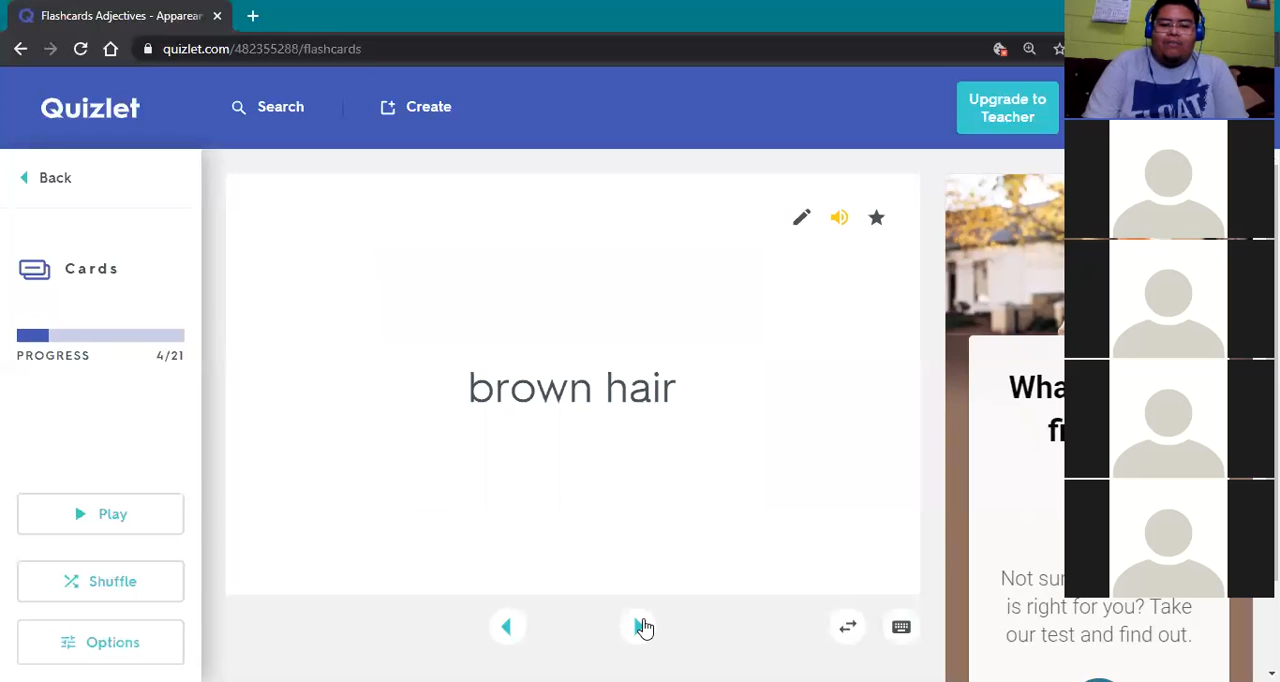 Flashcards Adjectives - Appearan
quizlet.com/482355288/flashcards
Quizlet
Search
Create
Upgrade to
Teacher
Back
Cards
PROGRESS 4/21
brown hair
Play
Shuffle
Options
Wha
fi
Not sur
is right for you? Take
our test and find out.
FLOAT